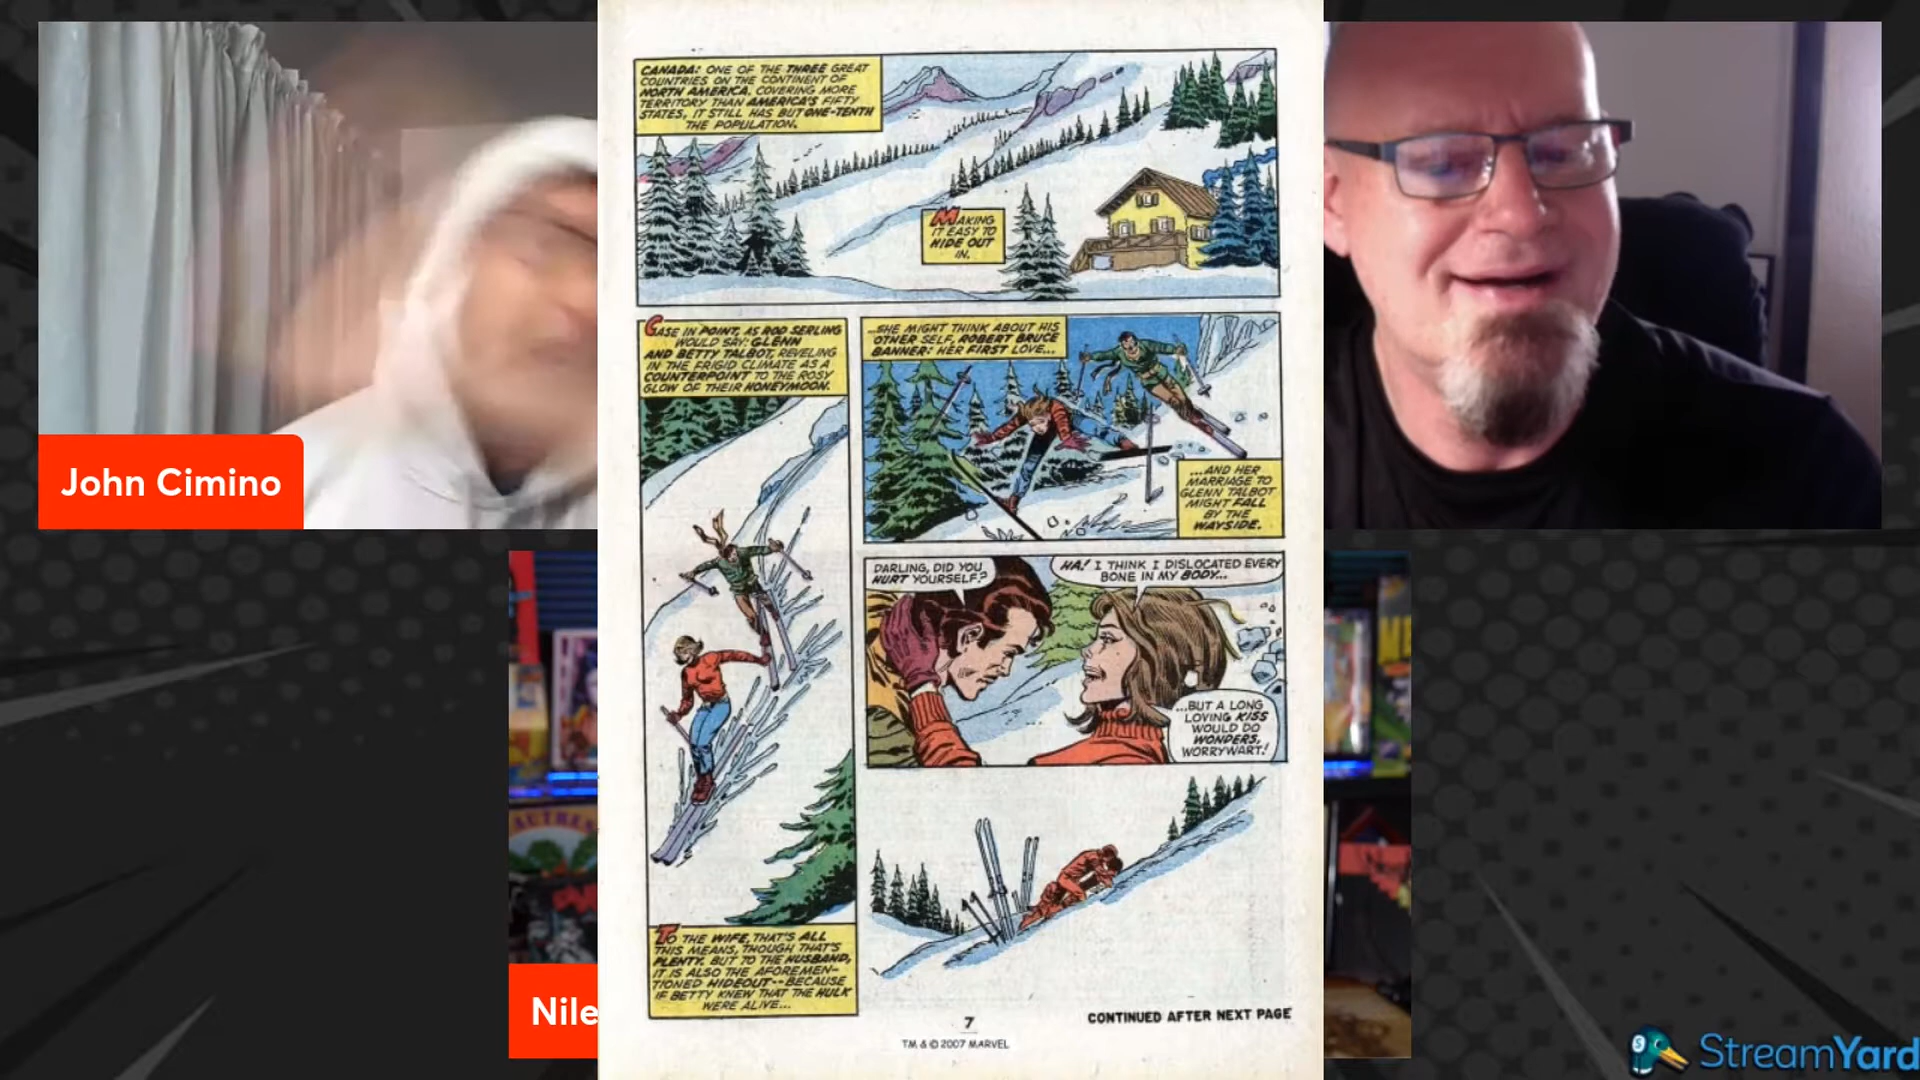 CANADA: ONE OF THE THREE GREAT
COUNTRIES ON THE CONTINENT OF
NORTH AMERICA. COVERING MORE
TERRITORY THAN AMERICA'S FIFTY
STATES, IT STILL HAS BUT ONE-TENTH
THE POPULATION.
MAKING
IT EASY TO
HIDE OUT
IN.
CASE IN POINT, AS ROD SERLING
WOULD SAY: GLENN
AND BETTY TALBOT, REVELING
IN THE FRIGID CLIMATE AS A
COUNTERPOINT TO THE ROSY
GLOW OF THEIR HONEYMOON.
TO THE WIFE, THAT'S ALL
THIS MEANS, THOUGH THAT'S
PLENTY. BUT TO THE HUSBAND,
IT IS ALSO THE AFOREMEN-
TIONED HIDEOUT--BECAUSE
IF BETTY KNEW THAT THE HULK
WERE ALIVE...
...SHE MIGHT THINK ABOUT HIS
OTHER SELF, ROBERT BRUCE
BANNER: HER FIRST LOVE...
...AND HER
MARRIAGE TO
GLENN TALBOT
MIGHT FALL
BY THE
WAYSIDE.
DARLING, DID YOU
HURT YOURSELF?
HA! I THINK I DISLOCATED EVERY
BONE IN MY BODY...
...BUT A LONG
LOVING KISS
WOULD DO
WONDERS,
WORRYWART!
7
CONTINUED AFTER NEXT PAGE
TM & © 2007 MARVEL
John Cimino
Nile
StreamYard